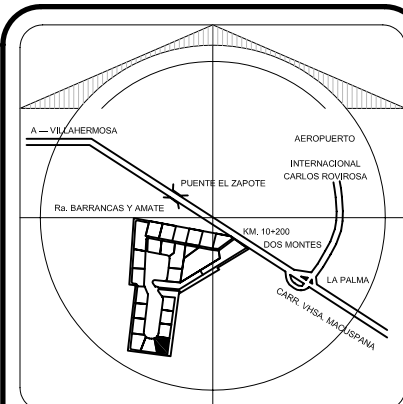 A — VILLAHERMOSA
AEROPUERTO
INTERNACIONAL
CARLOS ROVIROSA
PUENTE EL ZAPOTE
Ra. BARRANCAS Y AMATE
KM. 10+200
DOS MONTES
LA PALMA
CARR. VHSA. MACUSPANA